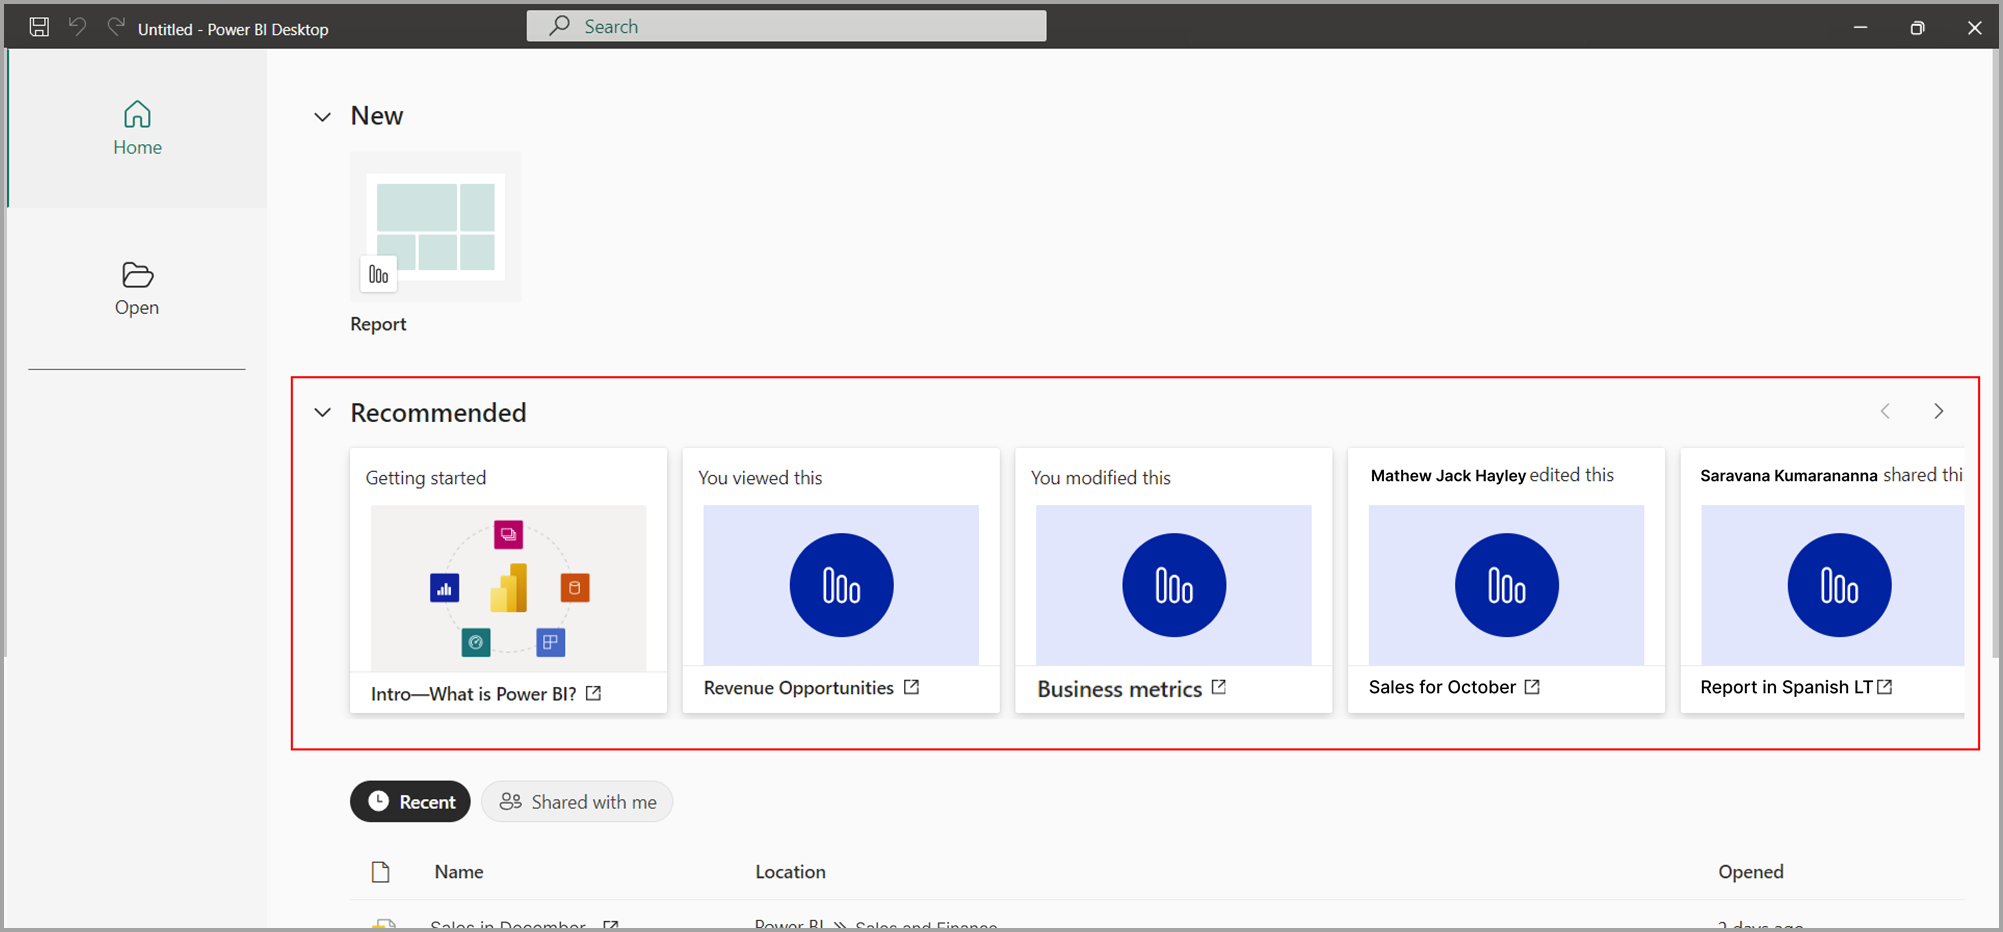 Untitled - Power BI Desktop
Search
Home
Open
New
Report
Recommended
Getting started
You viewed this
You modified this
Mathew Jack Hayley edited this
Saravana Kumarananna shared thi
Intro—What is Power BI?
Revenue Opportunities
Business metrics
Sales for October
Report in Spanish LT
Recent
Shared with me
Name
Location
Opened
Sales in December
Power BI
Sales and Finance
2 days ago